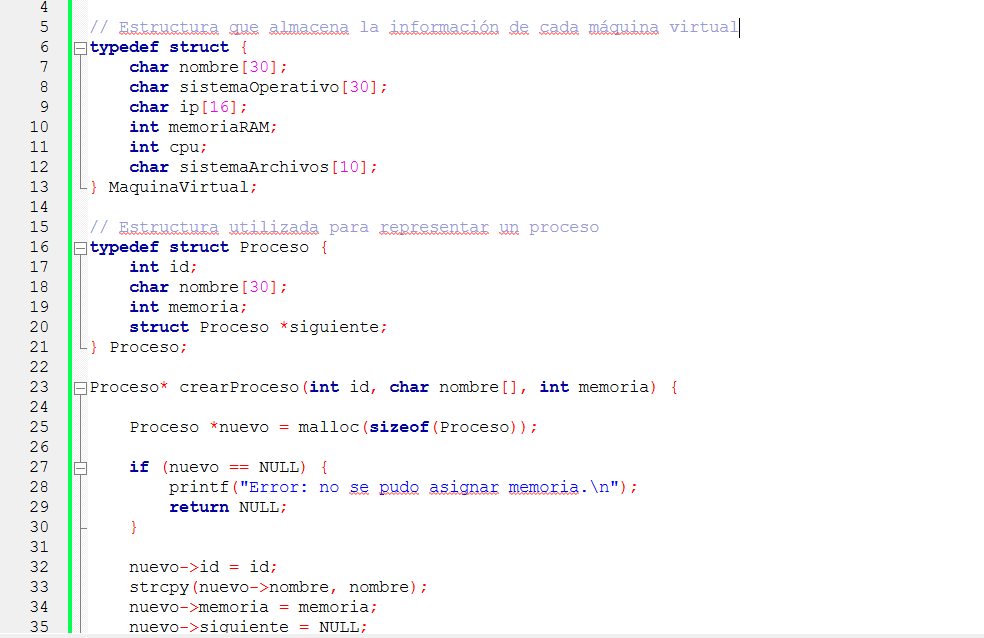 4
5 // Estructura que almacena la información de cada máquina virtual
6 typedef struct {
7 char nombre[30];
8 char sistemaOperativo[30];
9 char ip[16];
10 int memoriaRAM;
11 int cpu;
12 char sistemaArchivos[10];
13 } MaquinaVirtual;
14
15 // Estructura utilizada para representar un proceso
16 typedef struct Proceso {
17 int id;
18 char nombre[30];
19 int memoria;
20 struct Proceso *siguiente;
21 } Proceso;
22
23 Proceso* crearProceso(int id, char nombre[], int memoria) {
24
25 Proceso *nuevo = malloc(sizeof(Proceso));
26
27 if (nuevo == NULL) {
28 printf("Error: no se pudo asignar memoria.\n");
29 return NULL;
30 }
31
32 nuevo->id = id;
33 strcpy(nuevo->nombre, nombre);
34 nuevo->memoria = memoria;
35 nuevo->siguiente = NULL;